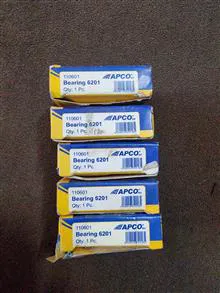 110601
APCO
Bearing 6201
Qty. 1 Pc.
110601
APCO
Bearing 6201
Qty. 1 Pc.
110601
APCO
Bearing 6201
Qty. 1 Pc.
110601
APCO
Bearing 6201
Qty. 1 Pc.
110601
APCO
Bearing 6201
Qty. 1 Pc.